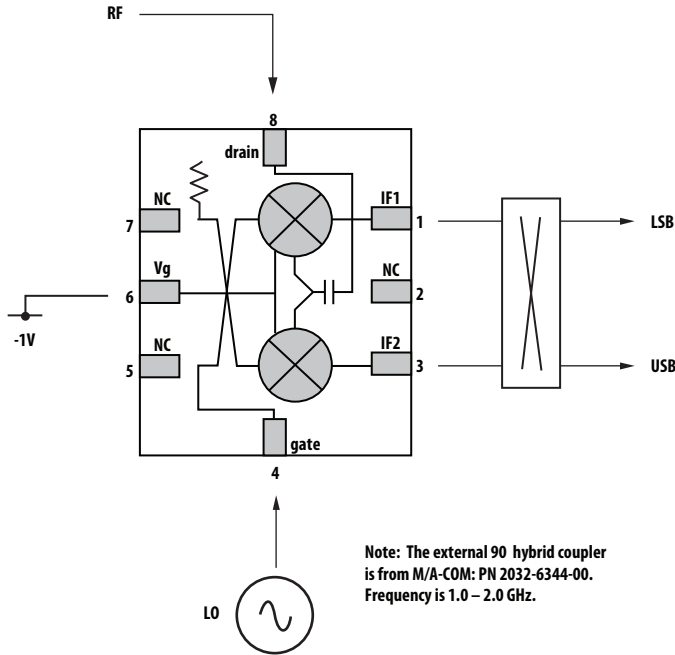 RF
8
drain
NC
7
IF1
1
LSB
Vg
6
NC
2
-1V
NC
5
IF2
3
USB
gate
4
LO
Note: The external 90 hybrid coupler
is from M/A-COM: PN 2032-6344-00.
Frequency is 1.0 – 2.0 GHz.